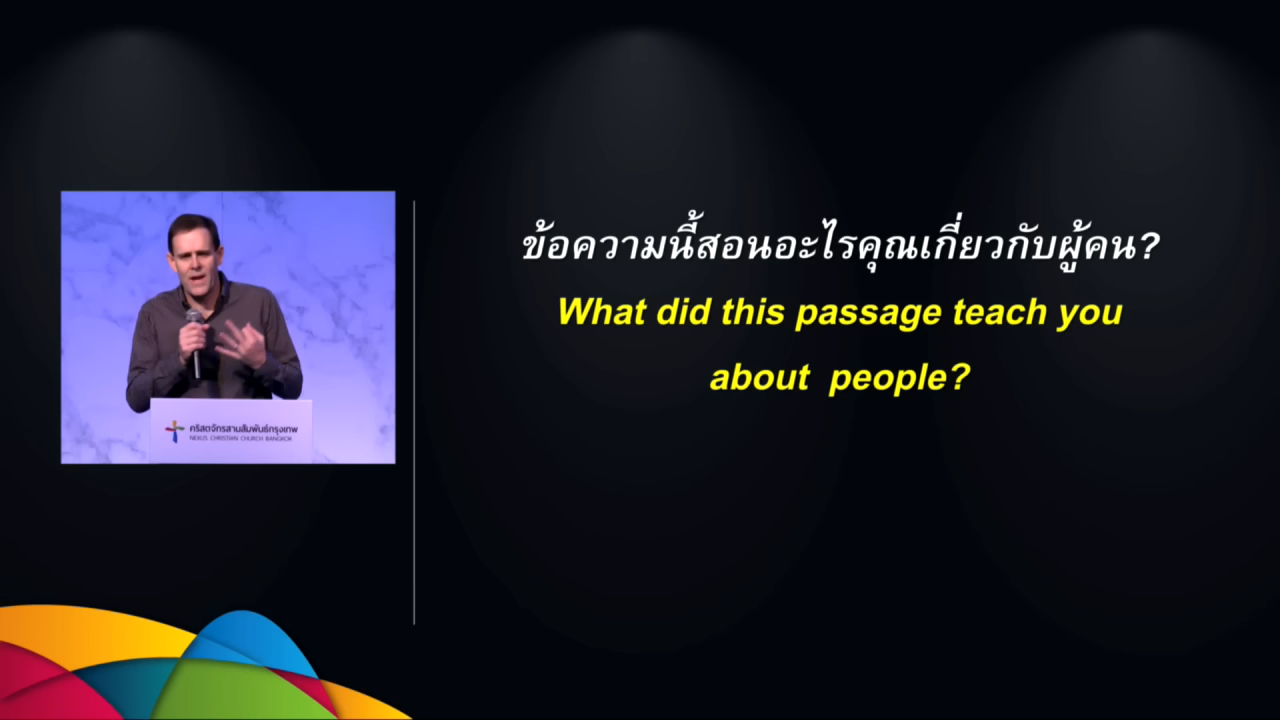 ข้อความนี้สอนอะไรคุณเกี่ยวกับผู้คน?
What did this passage teach you
about people?
คริสตจักรสานสัมพันธ์กรุงเทพ
NEXUS CHRISTIAN CHURCH BANGKOK